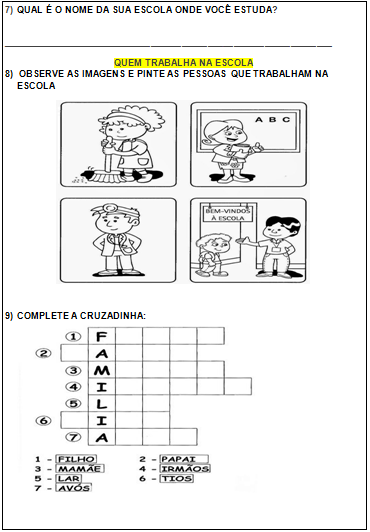 7) QUAL É O NOME DA SUA ESCOLA ONDE VOCÊ ESTUDA?
QUEM TRABALHA NA ESCOLA
8) OBSERVE AS IMAGENS E PINTE AS PESSOAS QUE TRABALHAM NA
ESCOLA
A B C
BEM-VINDOS
À ESCOLA
9) COMPLETE A CRUZADINHA:
1 F
2 A
3 M
4 I
5 L
6 I
7 A
1 - FILHO 2 - PAPAI
3 - MAMÃE 4 - IRMÃOS
5 - LAR 6 - TIOS
7 - AVÓS